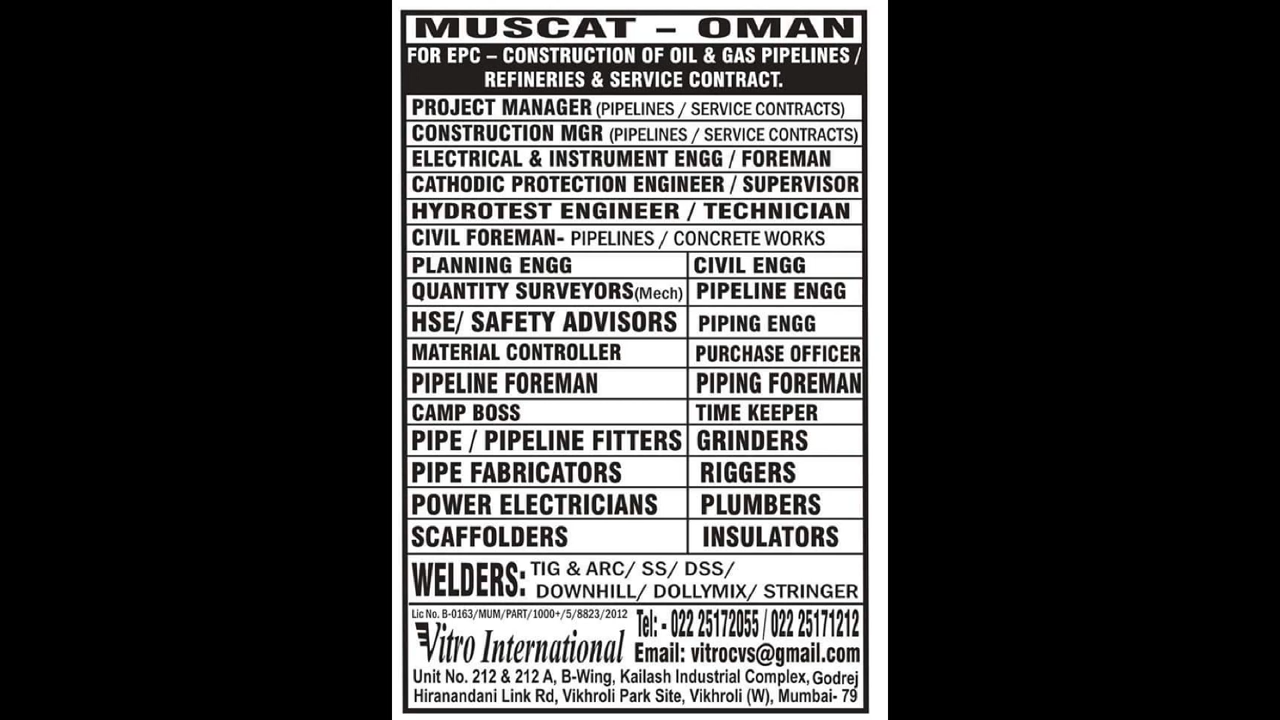 MUSCAT – OMAN
FOR EPC – CONSTRUCTION OF OIL & GAS PIPELINES /
REFINERIES & SERVICE CONTRACT.
PROJECT MANAGER (PIPELINES / SERVICE CONTRACTS)
CONSTRUCTION MGR (PIPELINES / SERVICE CONTRACTS)
ELECTRICAL & INSTRUMENT ENGG / FOREMAN
CATHODIC PROTECTION ENGINEER / SUPERVISOR
HYDROTEST ENGINEER / TECHNICIAN
CIVIL FOREMAN- PIPELINES / CONCRETE WORKS
PLANNING ENGG CIVIL ENGG
QUANTITY SURVEYORS(Mech) PIPELINE ENGG
HSE/ SAFETY ADVISORS PIPING ENGG
MATERIAL CONTROLLER PURCHASE OFFICER
PIPELINE FOREMAN PIPING FOREMAN
CAMP BOSS TIME KEEPER
PIPE / PIPELINE FITTERS GRINDERS
PIPE FABRICATORS RIGGERS
POWER ELECTRICIANS PLUMBERS
SCAFFOLDERS INSULATORS
WELDERS: TIG & ARC/ SS/ DSS/
DOWNHILL/ DOLLYMIX/ STRINGER
Lic No. B-0163/MUM/PART/1000+/5/8823/2012
Tel: - 022 25172055 / 022 25171212
Vitro International Email: vitrocvs@gmail.com
Unit No. 212 & 212 A, B-Wing, Kailash Industrial Complex, Godrej
Hiranandani Link Rd, Vikhroli Park Site, Vikhroli (W), Mumbai- 79